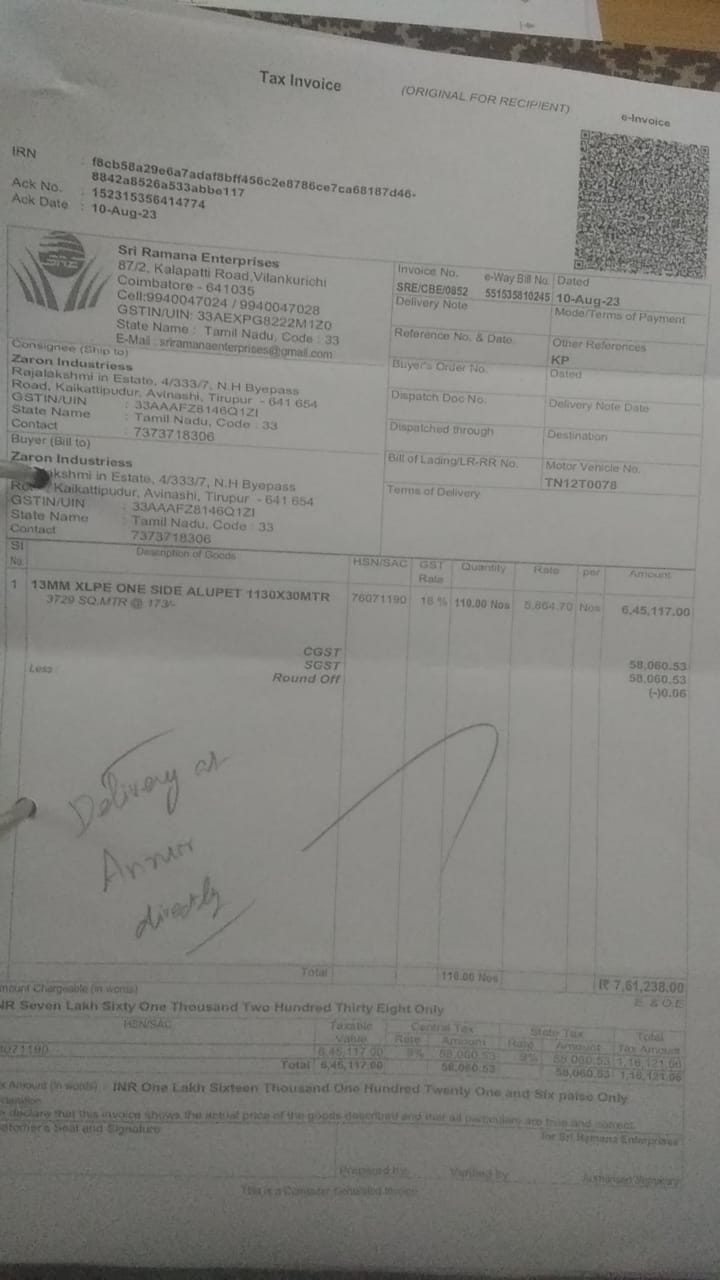 Tax Invoice
(ORIGINAL FOR RECIPIENT)
e-Invoice
IRN : f8cb58a29e6a7adaf8bff456c2e8786ce7ca68187d46-
8842a8526a533abbe117
Ack No. : 152315356414774
Ack Date : 10-Aug-23
SRE
Sri Ramana Enterprises
87/2, Kalapatti Road,Vilankurichi
Coimbatore - 641035
Cell:9940047024 / 9940047028
GSTIN/UIN: 33AEXPG8222M1Z0
State Name : Tamil Nadu, Code : 33
E-Mail : sriramanaenterprises@gmail.com
Consignee (Ship to)
Zaron Industriess
Rajalakshmi in Estate, 4/333/7, N.H Byepass
Road, Kaikattipudur, Avinashi, Tirupur - 641 654
GSTIN/UIN : 33AAAFZ8146Q1ZI
State Name : Tamil Nadu, Code : 33
Contact : 7373718306
Buyer (Bill to)
Zaron Industriess
kshmi in Estate, 4/333/7, N.H Byepass
Kaikattipudur, Avinashi, Tirupur - 641 654
GSTIN/UIN : 33AAAFZ8146Q1ZI
State Name : Tamil Nadu, Code : 33
Contact 7373718306
Invoice No. e-Way Bill No. Dated
SRE/CBE/0852 551535810245 10-Aug-23
Delivery Note Mode/Terms of Payment
Reference No. & Date. Other References
KP
Buyer's Order No. Dated
Dispatch Doc No. Delivery Note Date
Dispatched through Destination
Bill of Lading/LR-RR No. Motor Vehicle No.
TN12T0078
Terms of Delivery
Sl No. Description of Goods HSN/SAC GST Rate Quantity Rate per Amount
1 13MM XLPE ONE SIDE ALUPET 1130X30MTR 76071190 18 % 110.00 Nos 5,864.70 Nos 6,45,117.00
3729 SQ.MTR @ 173/-
CGST 58,060.53
SGST 58,060.53
Less : Round Off (-)0.06
Delivery at
Annur
directly
Total 110.00 Nos 7,61,238.00
mount Chargeable (in words) E. & O.E
NR Seven Lakh Sixty One Thousand Two Hundred Thirty Eight Only
HSN/SAC Taxable Value Central Tax Rate Amount State Tax Rate Amount Total Tax Amount
6071190 6,45,117.00 9% 58,060.53 9% 58,060.53 1,16,121.06
Total 6,45,117.00 58,060.53 58,060.53 1,16,121.06
x Amount (in words) : INR One Lakh Sixteen Thousand One Hundred Twenty One and Six paise Only
declare that this invoice shows the actual price of the goods described and that all particulars are true and correct.
stomer's Seal and Signature
for Sri Ramana Enterprises
Prepared by Verified by Authorised Signatory
This is a Computer Generated Invoice